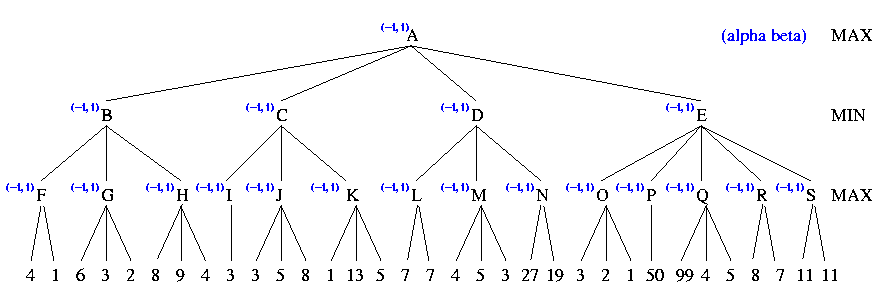 (-1, 1) A (alpha beta) MAX
(-1, 1) B (-1, 1) C (-1, 1) D (-1, 1) E MIN
(-1, 1) F (-1, 1) G (-1, 1) H (-1, 1) I (-1, 1) J (-1, 1) K (-1, 1) L (-1, 1) M (-1, 1) N (-1, 1) O (-1, 1) P (-1, 1) Q (-1, 1) R (-1, 1) S MAX
4 1 6 3 2 8 9 4 3 3 5 8 1 13 5 7 7 4 5 3 27 19 3 2 1 50 99 4 5 8 7 11 11